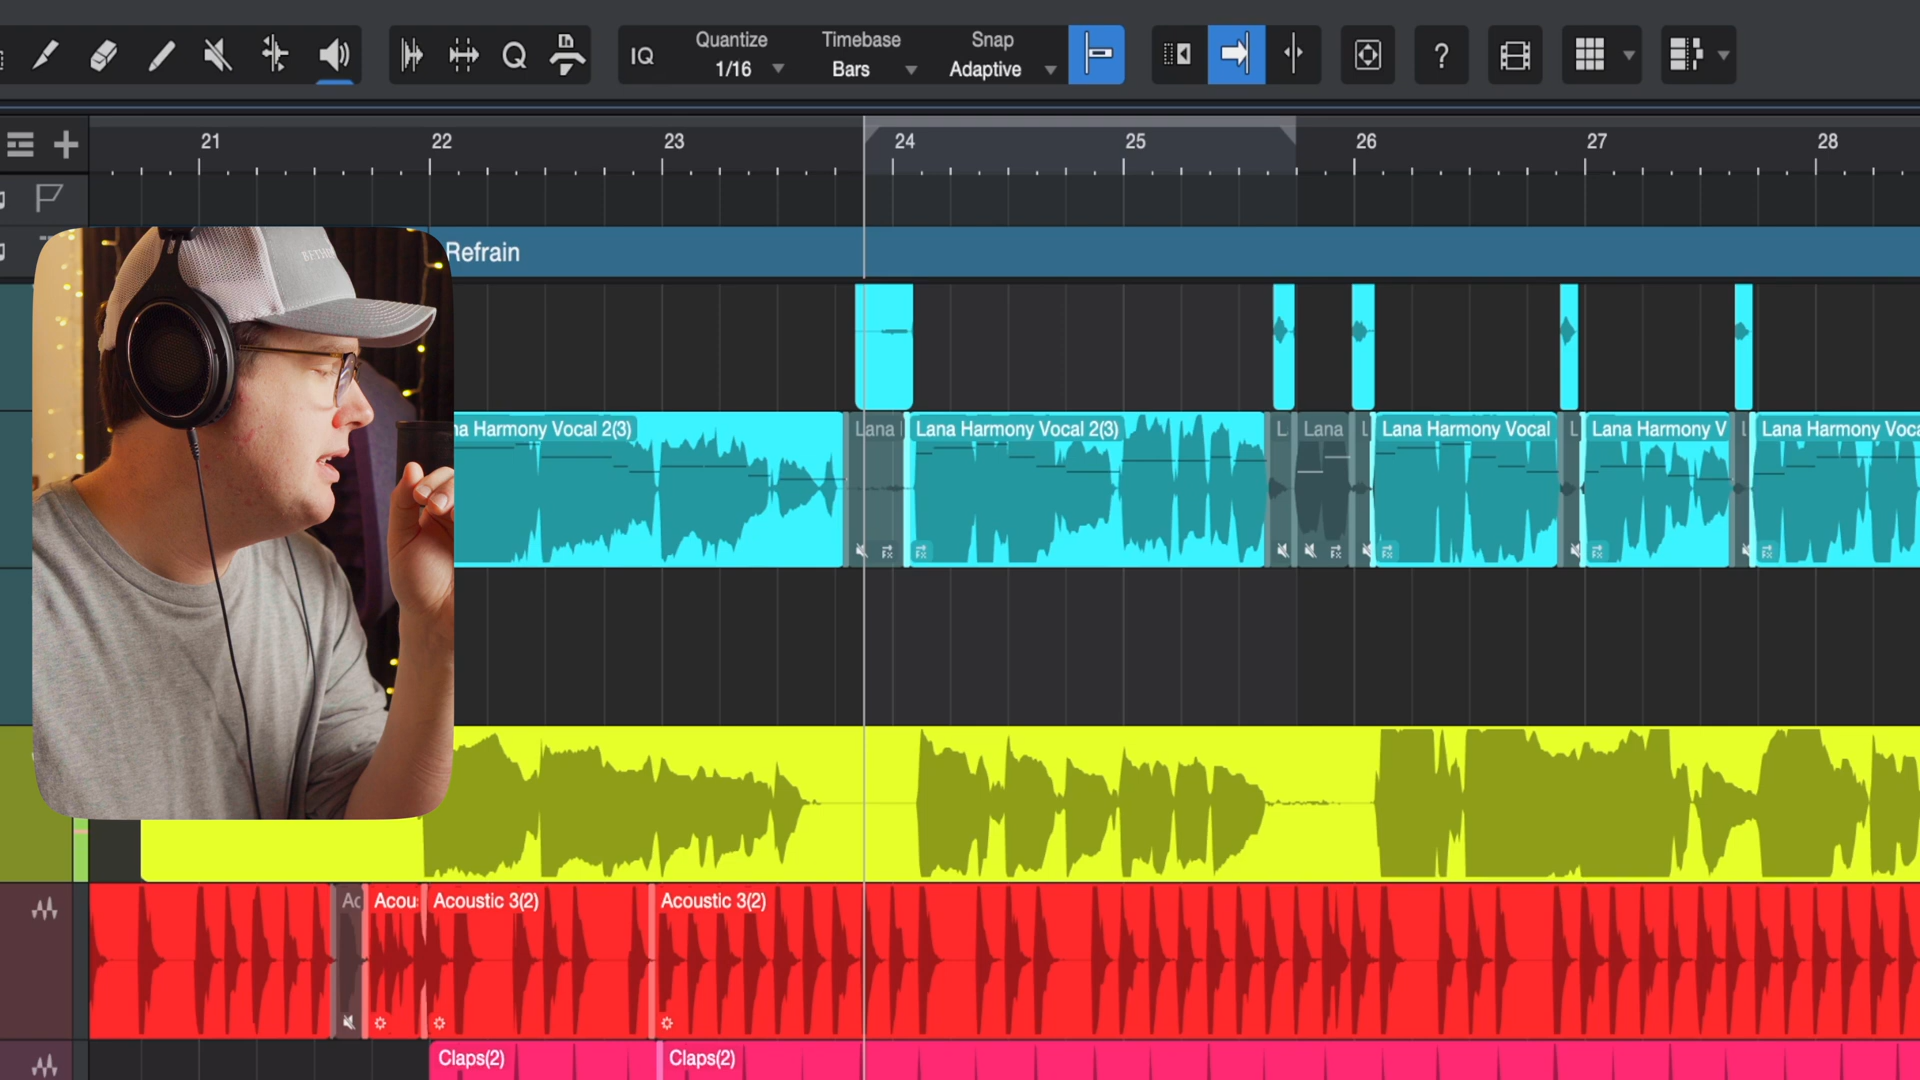 IQ
Quantize
1/16
Timebase
Bars
Snap
Adaptive
Q
?
21
22
23
24
25
26
27
28
Refrain
na Harmony Vocal 2(3)
Lana
Lana Harmony Vocal 2(3)
L
Lana
L
Lana Harmony Vocal
L
Lana Harmony V
L
Lana Harmony Voca
Ac
Acou
Acoustic 3(2)
Acoustic 3(2)
Claps(2)
Claps(2)